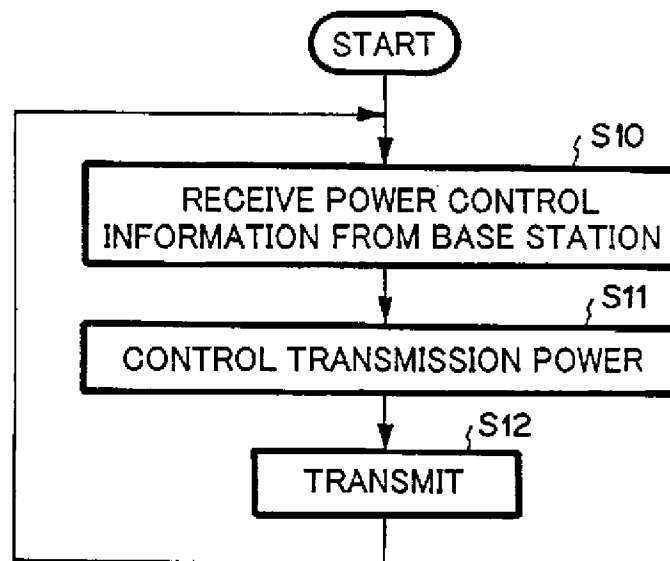 START
S10
RECEIVE POWER CONTROL
INFORMATION FROM BASE STATION
S11
CONTROL TRANSMISSION POWER
S12
TRANSMIT